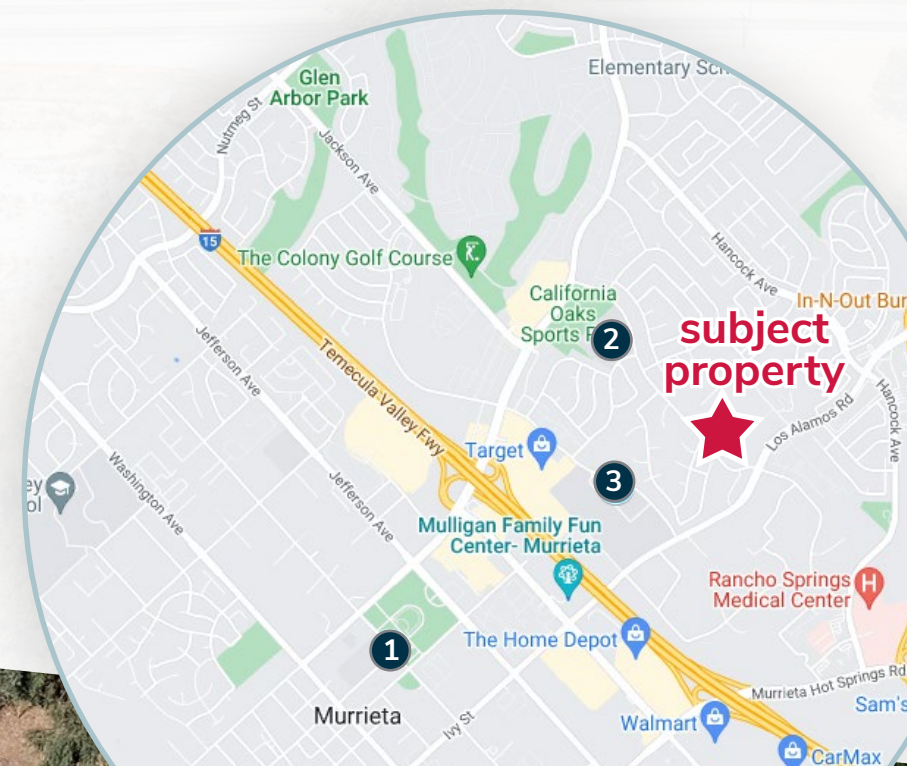 Elementary
Glen
Arbor Park
Nutmeg St
Jackson Ave
15
The Colony Golf Course
Hancock Ave
California
Oaks
Sports
2
In-N-Out Bur
subject
property
Jefferson Ave
Temecula Valley Fwy
Hancock Ave
Los Alamos Rd
Target
3
Washington Ave
Jefferson Ave
Mulligan Family Fun
Center- Murrieta
Rancho Springs
Medical Center
H
The Home Depot
1
Murrieta Hot Springs Rd
Murrieta
Ivy St
Walmart
Sam's
CarMax